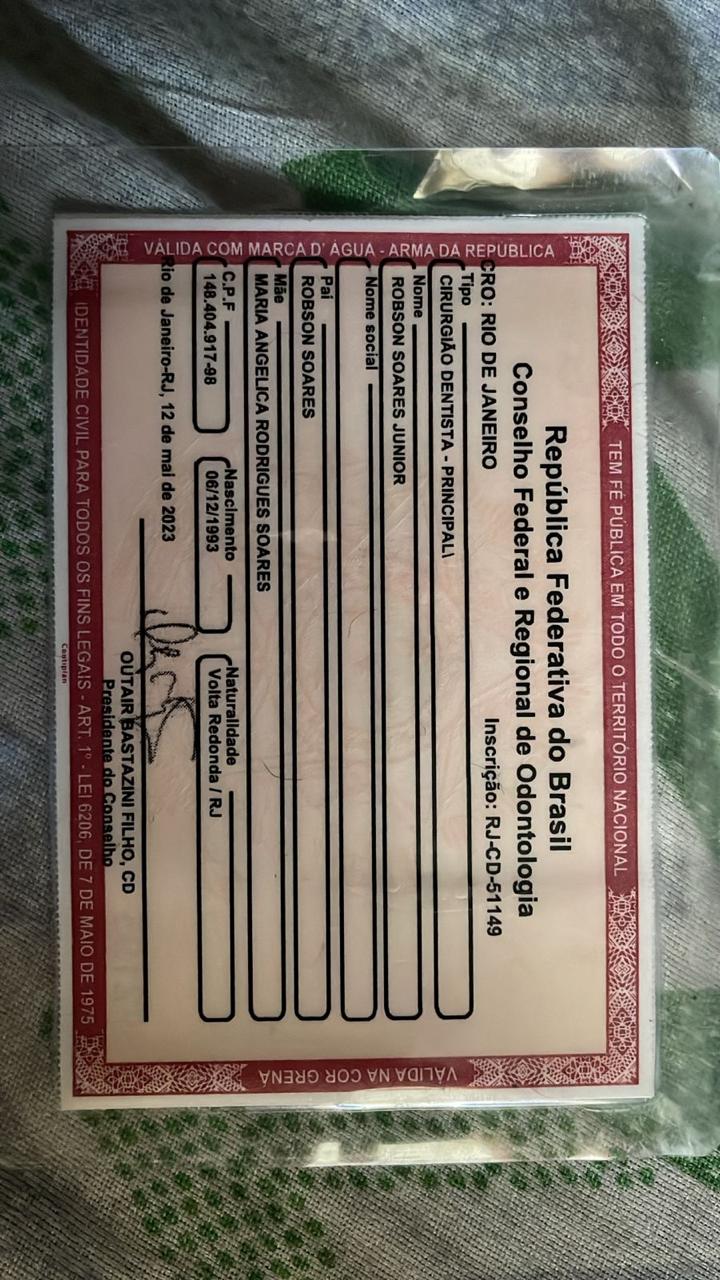 TEM FÉ PÚBLICA EM TODO O TERRITÓRIO NACIONAL
VÁLIDA COM MARCA D' ÁGUA - ARMA DA REPÚBLICA
República Federativa do Brasil
Conselho Federal e Regional de Odontologia
CRO: RIO DE JANEIRO Inscrição: RJ-CD-51149
Tipo
CIRURGIÃO DENTISTA - PRINCIPAL\
Nome
ROBSON SOARES JUNIOR
Nome social
Pai
ROBSON SOARES
Mãe
MARIA ANGELICA RODRIGUES SOARES
C.P.F Nascimento Naturalidade
148.404.917-98 06/12/1993 Volta Redonda / RJ
Rio de Janeiro-RJ, 12 de mai de 2023
OUTAIR BASTAZINI FILHO, CD
Presidente do Conselho
VÁLIDA NA COR GRENÁ
IDENTIDADE CIVIL PARA TODOS OS FINS LEGAIS - ART. 1° - LEI 6206, DE 7 DE MAIO DE 1975